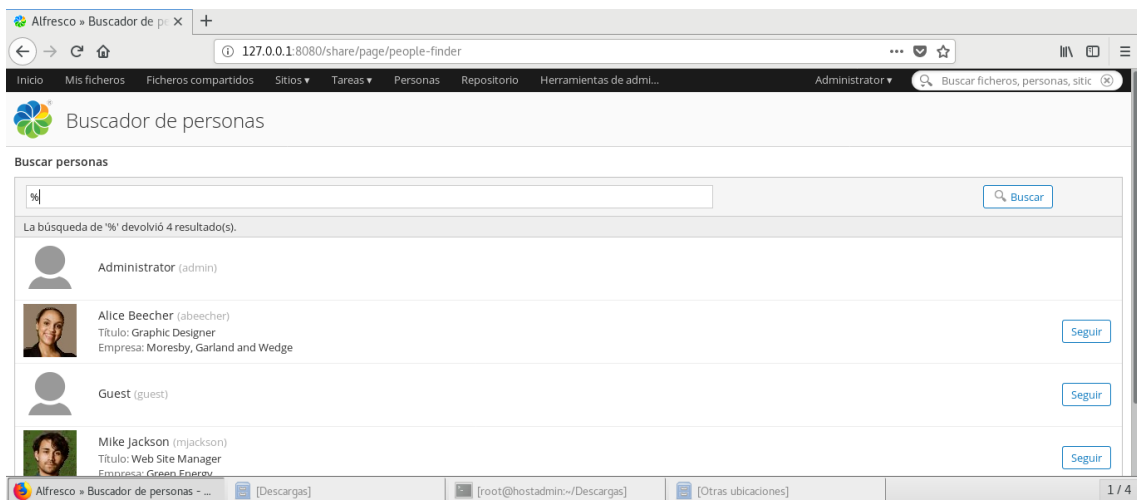 Alfresco » Buscador de pe
127.0.0.1:8080/share/page/people-finder
Inicio Mis ficheros Ficheros compartidos Sitios ▾ Tareas ▾ Personas Repositorio Herramientas de admi... Administrator ▾ Buscar ficheros, personas, sitic
Buscador de personas
Buscar personas
%
Buscar
La búsqueda de '%' devolvió 4 resultado(s).
Administrator (admin)
Alice Beecher (abeecher)
Título: Graphic Designer
Empresa: Moresby, Garland and Wedge
Seguir
Guest (guest)
Seguir
Mike Jackson (mjackson)
Título: Web Site Manager
Empresa: Green Energy
Seguir
Alfresco » Buscador de personas - ... [Descargas] [root@hostadmin:~/Descargas] [Otras ubicaciones] 1 / 4